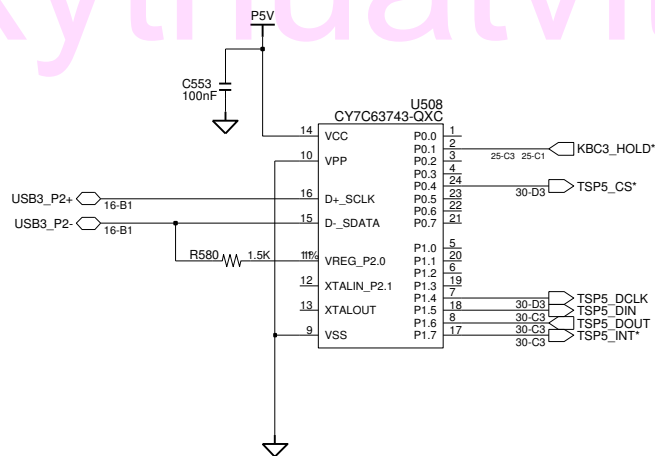 kythuatvi
P5V
C553
100nF
U508
CY7C63743-QXC
14 VCC P0.0 1
P0.1 2 25-C3 25-C1 KBC3_HOLD*
10 VPP P0.2 3
P0.3 4
USB3_P2+ 16-B1 16 D+_SCLK P0.4 24 30-D3 TSP5_CS*
P0.5 23
P0.6 22
USB3_P2- 16-B1 15 D-_SDATA P0.7 21
P1.0 5
R580 1.5K 1% 11 VREG_P2.0 P1.1 20
P1.2 6
12 XTALIN_P2.1 P1.3 19
P1.4 7 30-D3 TSP5_DCLK
13 XTALOUT P1.5 18 30-C3 TSP5_DIN
P1.6 8 30-C3 TSP5_DOUT
9 VSS P1.7 17 30-C3 TSP5_INT*